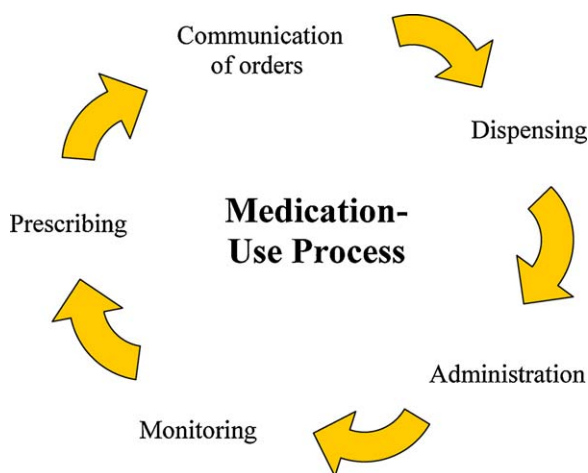 Communication
of orders
Dispensing
Medication-
Use Process
Prescribing
Administration
Monitoring